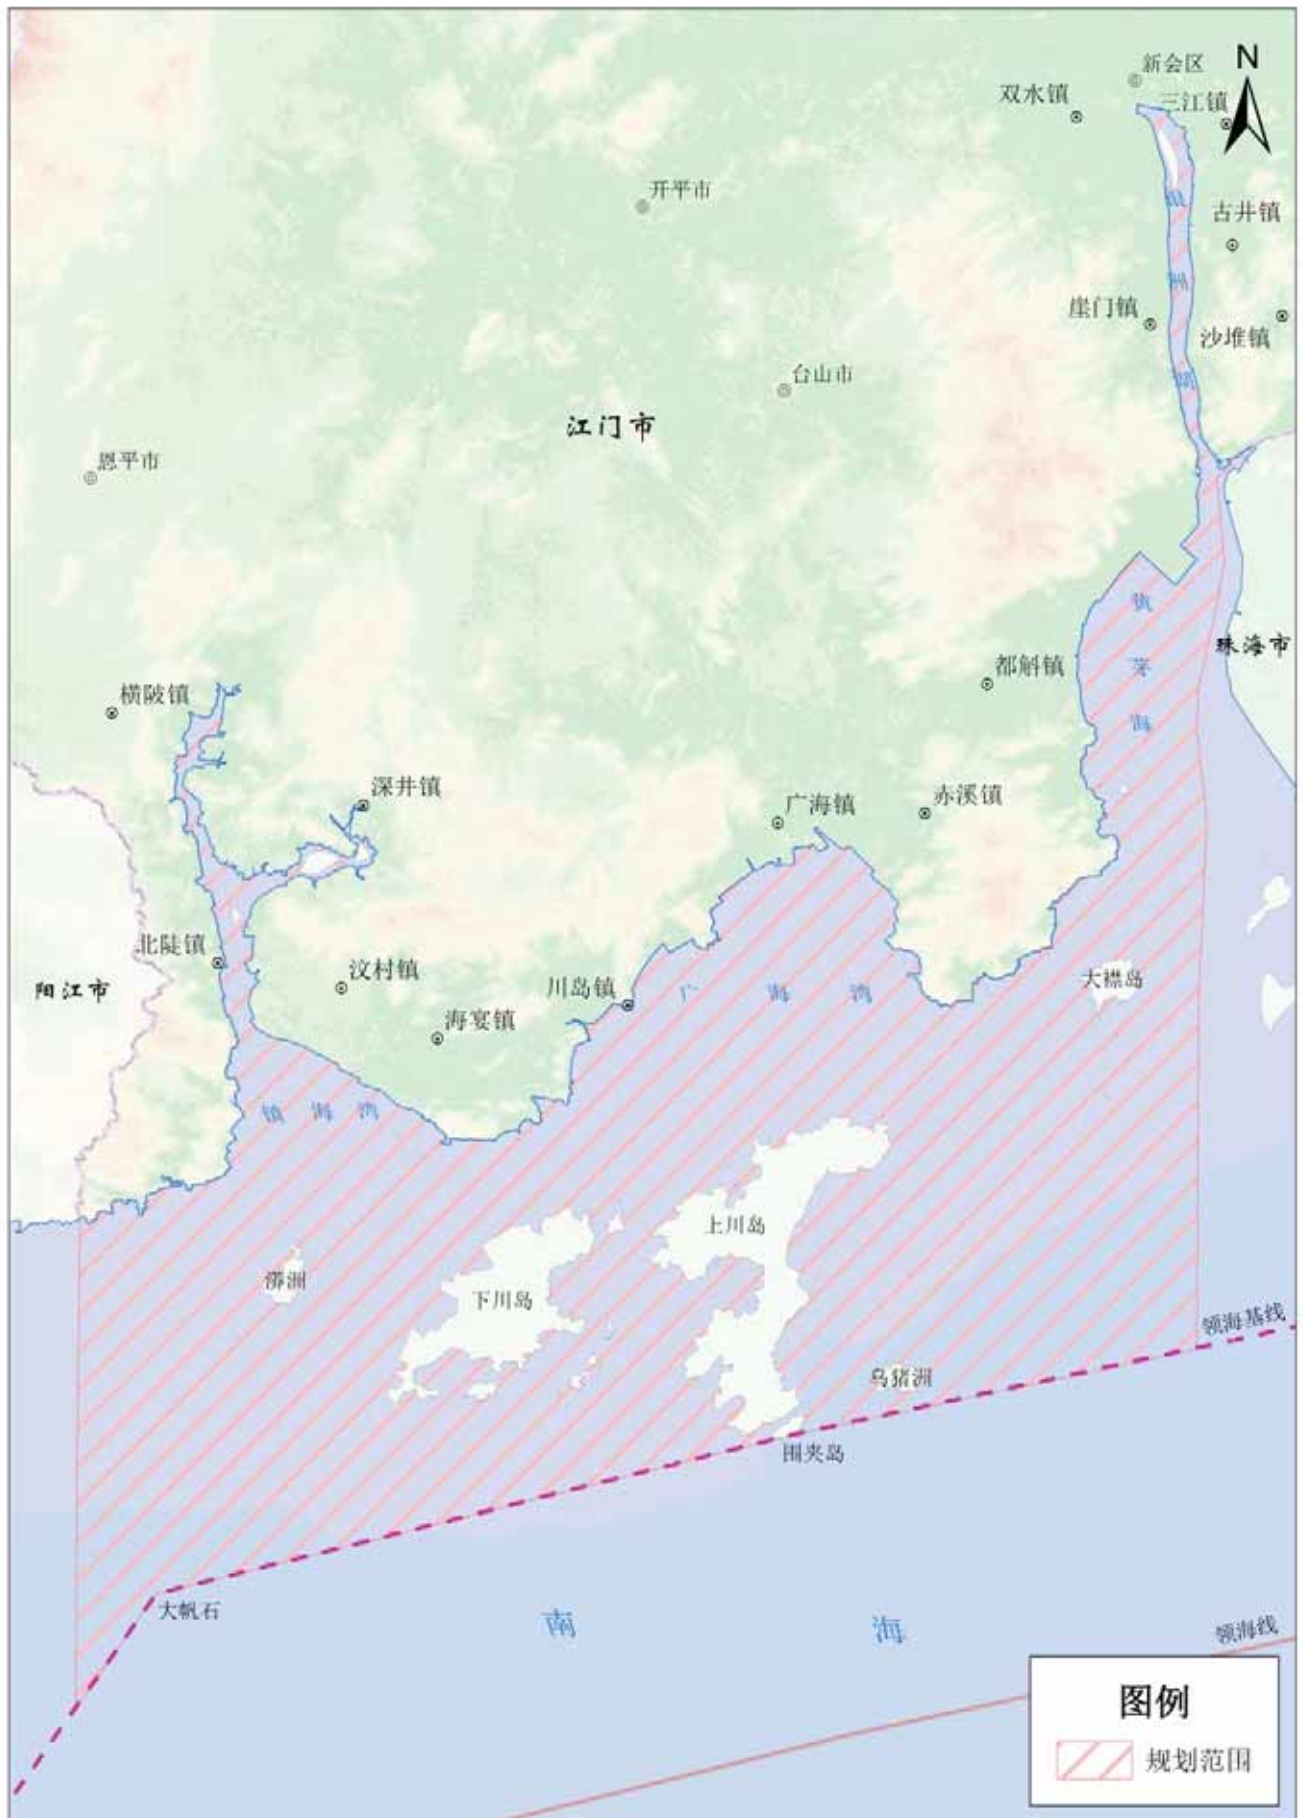 新会区
N
双水镇
三江镇
开平市
古井镇
洲
湖
崖门镇
沙堆镇
台山市
江门市
恩平市
黄
茅
海
珠海市
都斛镇
横陂镇
深井镇
广海镇
赤溪镇
北陡镇
汶村镇
川岛镇
广海湾
大襟岛
阳江市
海宴镇
镇海湾
上川岛
漭洲
下川岛
领海基线
乌猪洲
围夹岛
大帆石
南海
领海线
图例
规划范围